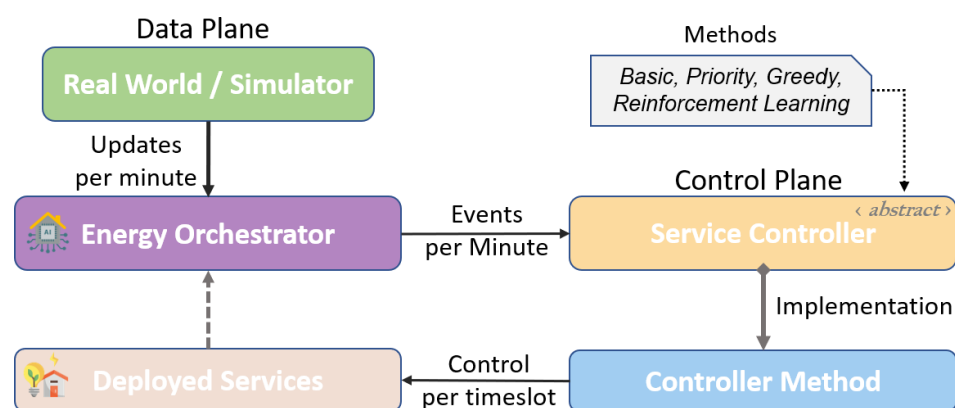 Data Plane
Real World / Simulator
Updates
per minute
Methods
Basic, Priority, Greedy,
Reinforcement Learning
Control Plane
AI
Energy Orchestrator
Events
per Minute
‹ abstract ›
Service Controller
Implementation
Deployed Services
Control
per timeslot
Controller Method